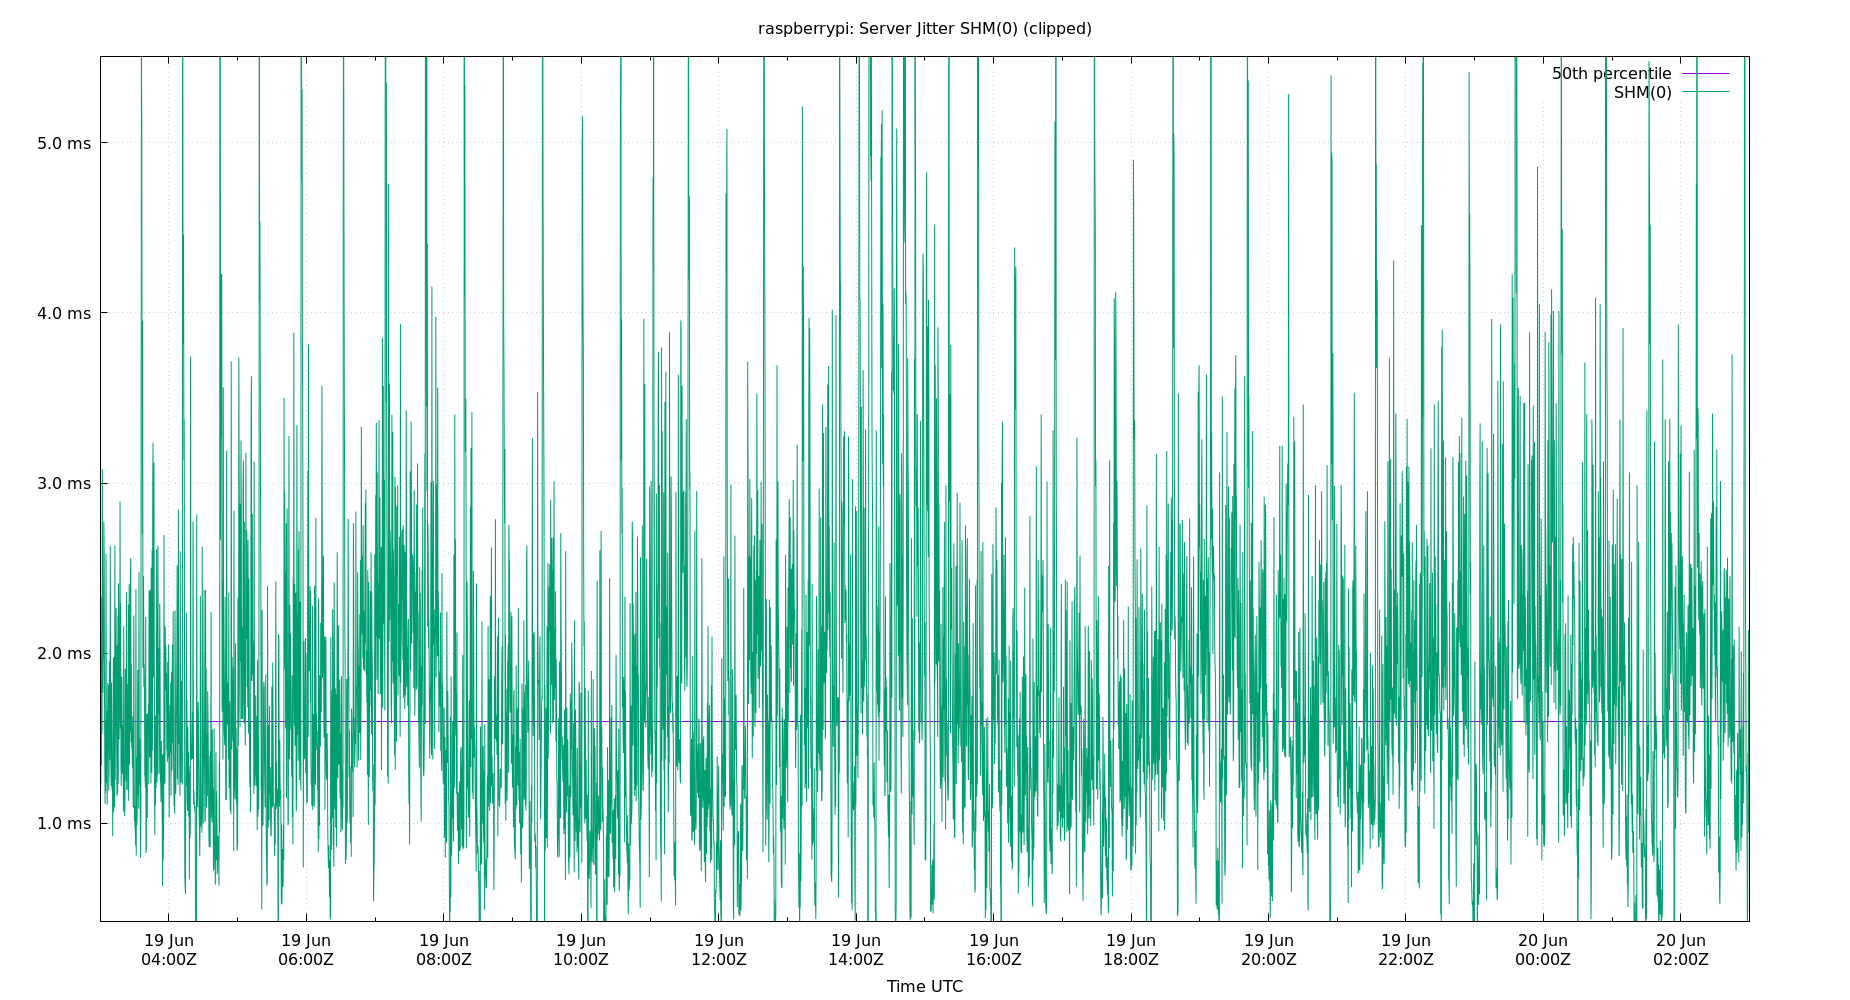 raspberrypi: Server Jitter SHM(0) (clipped)
50th percentile
SHM(0)
5.0 ms
4.0 ms
3.0 ms
2.0 ms
1.0 ms
19 Jun 19 Jun 19 Jun 19 Jun 19 Jun 19 Jun 19 Jun 19 Jun 19 Jun 19 Jun 20 Jun 20 Jun
04:00Z 06:00Z 08:00Z 10:00Z 12:00Z 14:00Z 16:00Z 18:00Z 20:00Z 22:00Z 00:00Z 02:00Z
Time UTC